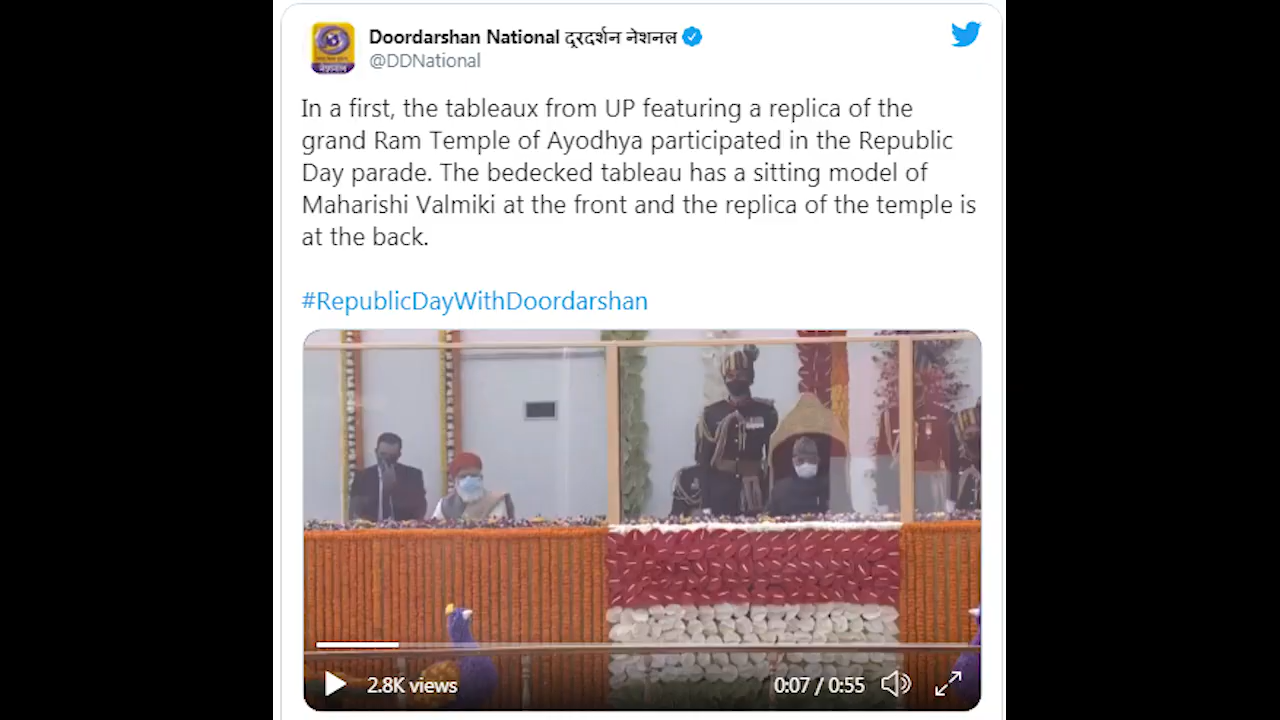 Doordarshan National दूरदर्शन नेशनल
@DDNational
In a first, the tableaux from UP featuring a replica of the
grand Ram Temple of Ayodhya participated in the Republic
Day parade. The bedecked tableau has a sitting model of
Maharishi Valmiki at the front and the replica of the temple is
at the back.
#RepublicDayWithDoordarshan
2.8K views
0:07 / 0:55